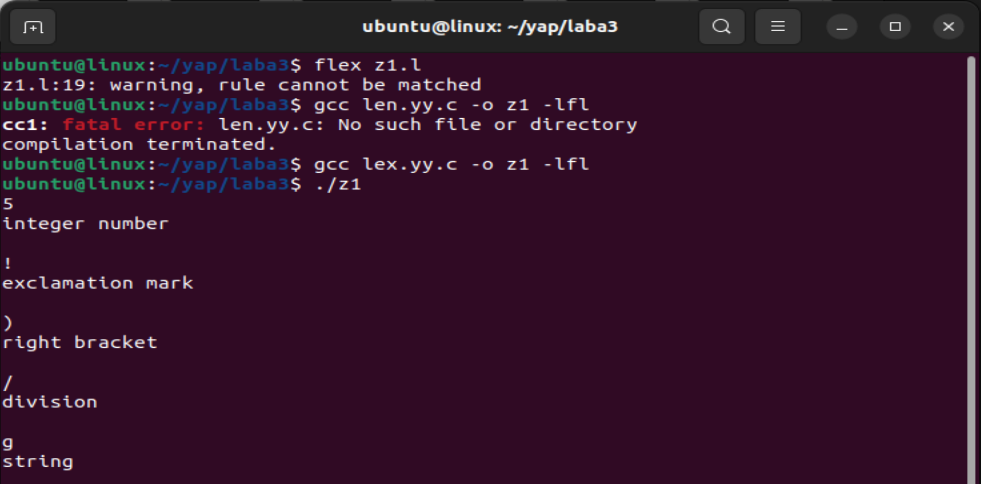 ubuntu@linux: ~/yap/laba3
ubuntu@linux:~/yap/laba3$ flex z1.l
z1.l:19: warning, rule cannot be matched
ubuntu@linux:~/yap/laba3$ gcc len.yy.c -o z1 -lfl
cc1: fatal error: len.yy.c: No such file or directory
compilation terminated.
ubuntu@linux:~/yap/laba3$ gcc lex.yy.c -o z1 -lfl
ubuntu@linux:~/yap/laba3$ ./z1
5
integer number
!
exclamation mark
)
right bracket
/
division
g
string